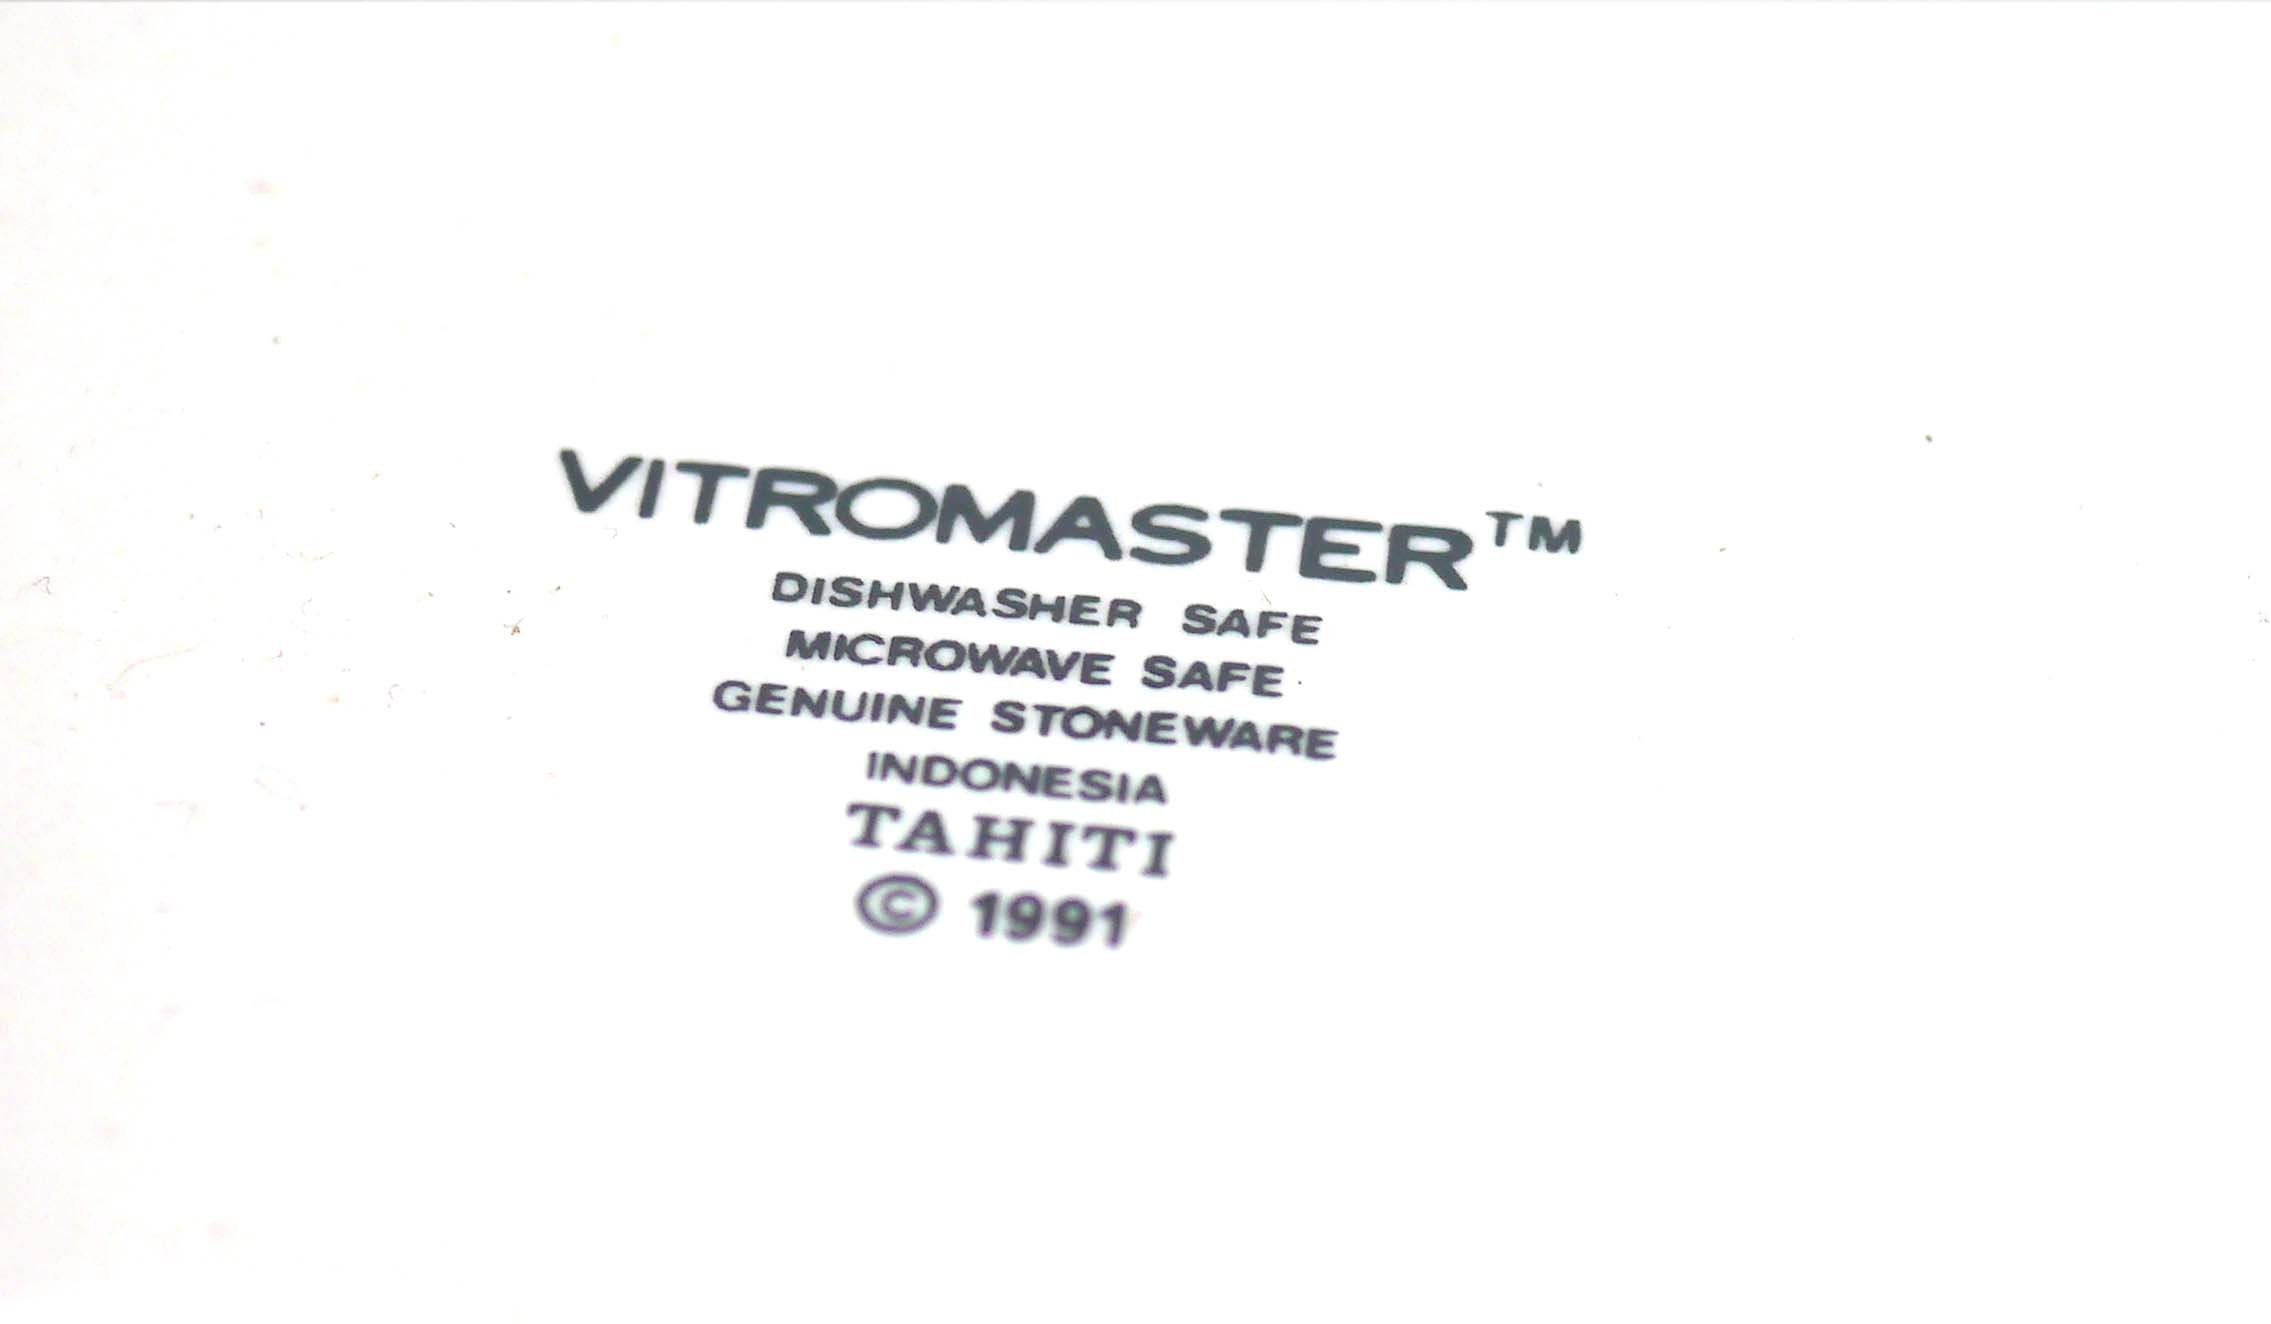 VITROMASTER™
DISHWASHER SAFE
MICROWAVE SAFE
GENUINE STONEWARE
INDONESIA
TAHITI
© 1991